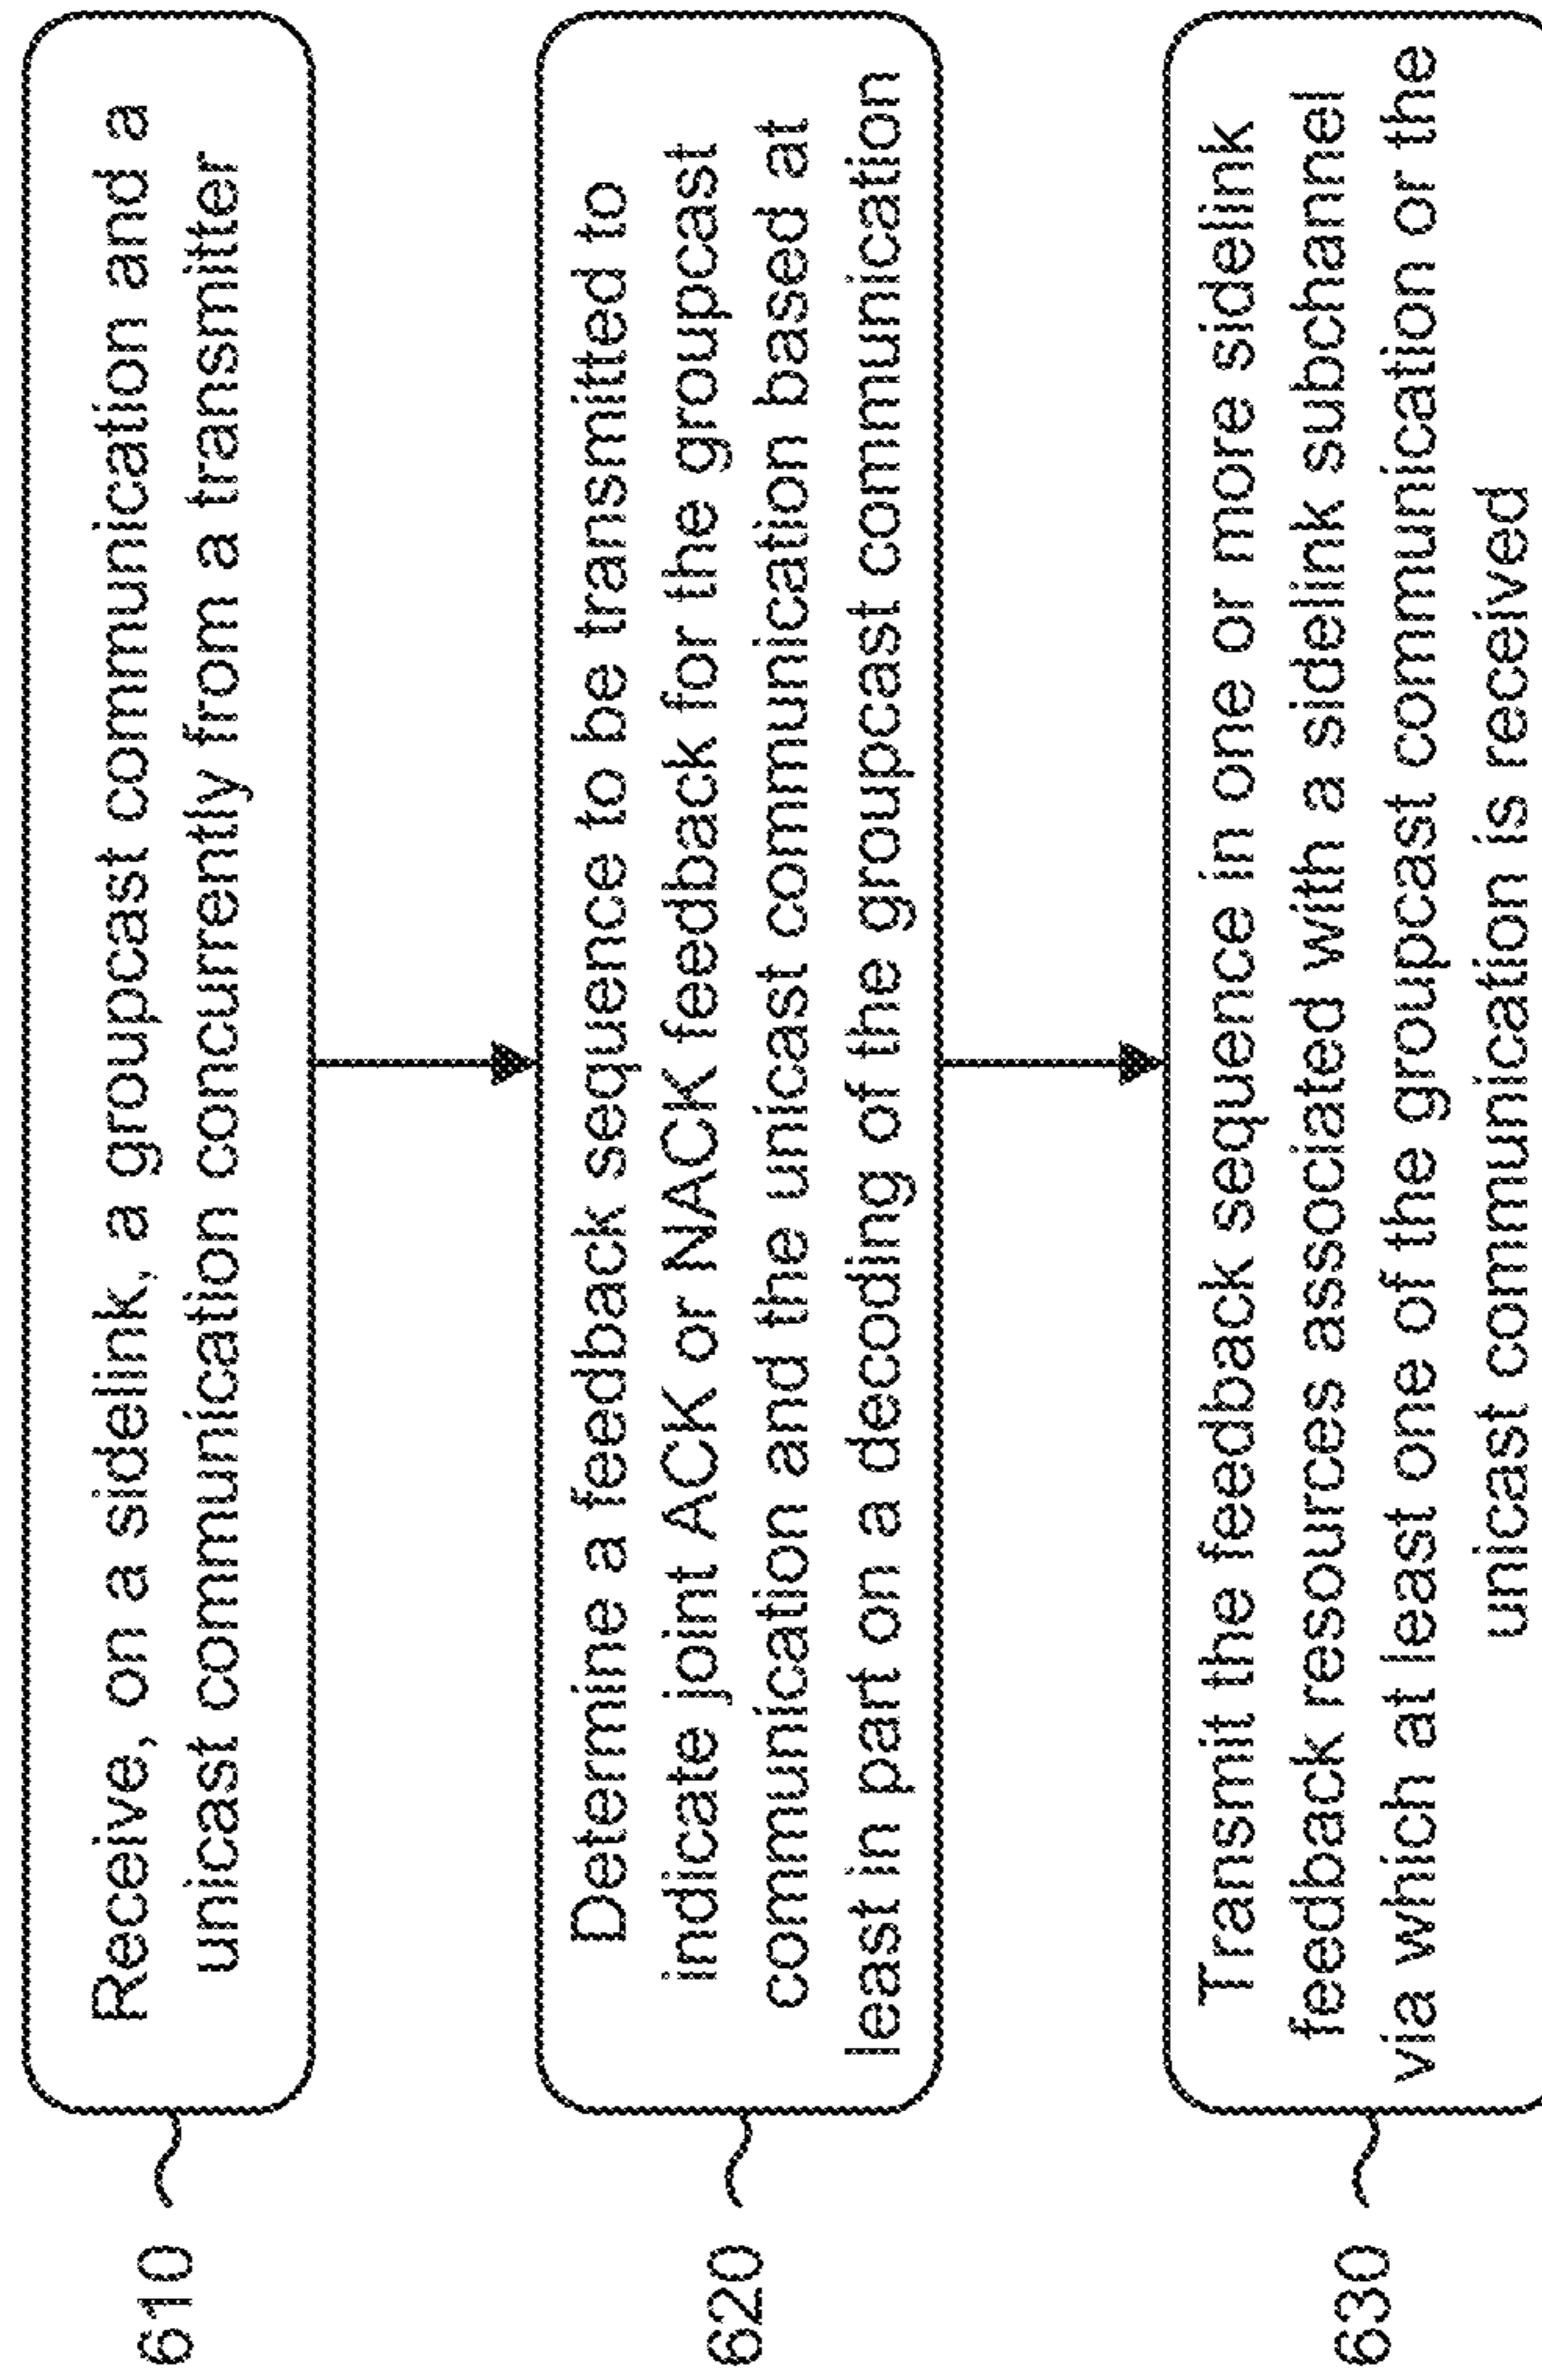 610
Receive, on a sidelink, a groupcast communication and a
unicast communication concurrently from a transmitter
620
Determine a feedback sequence to be transmitted to
indicate joint ACK or NACK feedback for the groupcast
communication and the unicast communication based at
least in part on a decoding of the groupcast communication
630
Transmit the feedback sequence in one or more sidelink
feedback resources associated with a sidelink subchannel
via which at least one of the groupcast communication or the
unicast communication is received